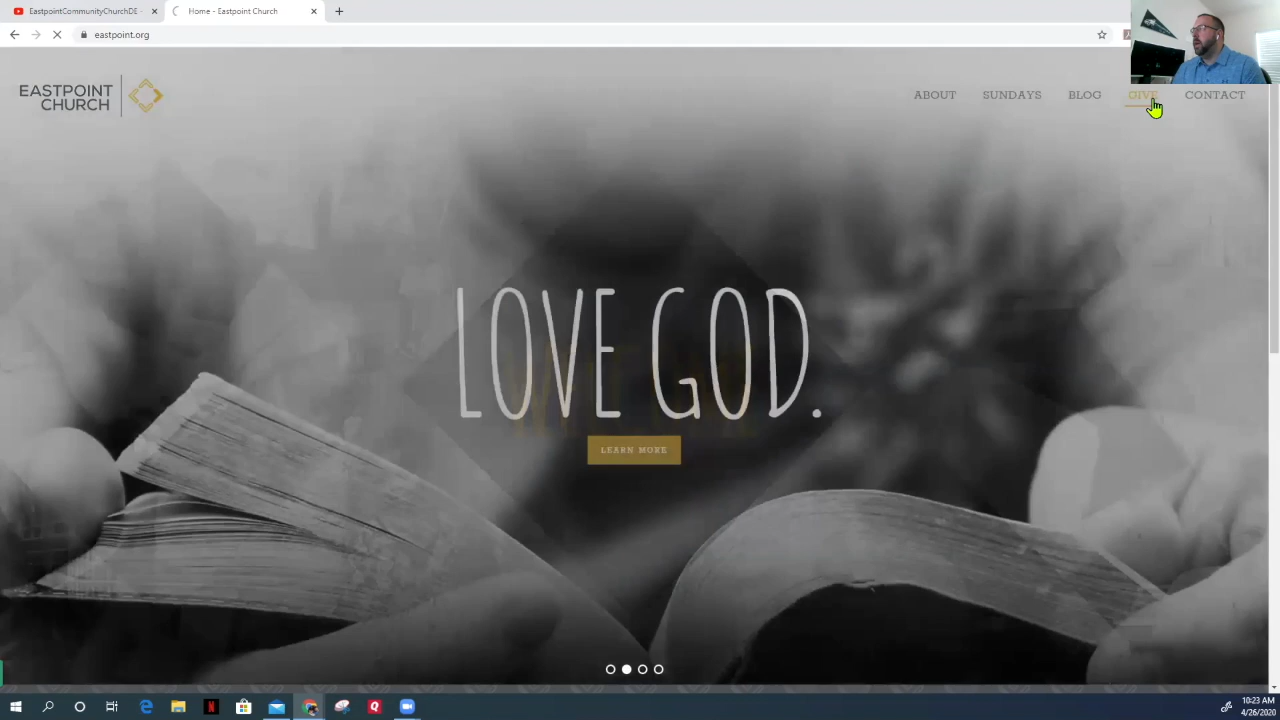 EastpointCommunityChurchDE -
Home - Eastpoint Church
eastpoint.org
EASTPOINT
CHURCH
ABOUT SUNDAYS BLOG GIVE CONTACT
LOVE GOD.
LEARN MORE
10:23 AM
4/26/2020